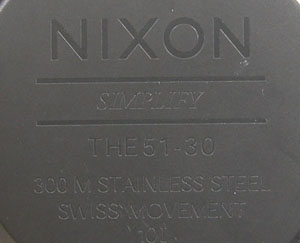 NIXON
SIMPLIFY
THE 51-30
300 M STAINLESS STEEL
SWISS MOVEMENT